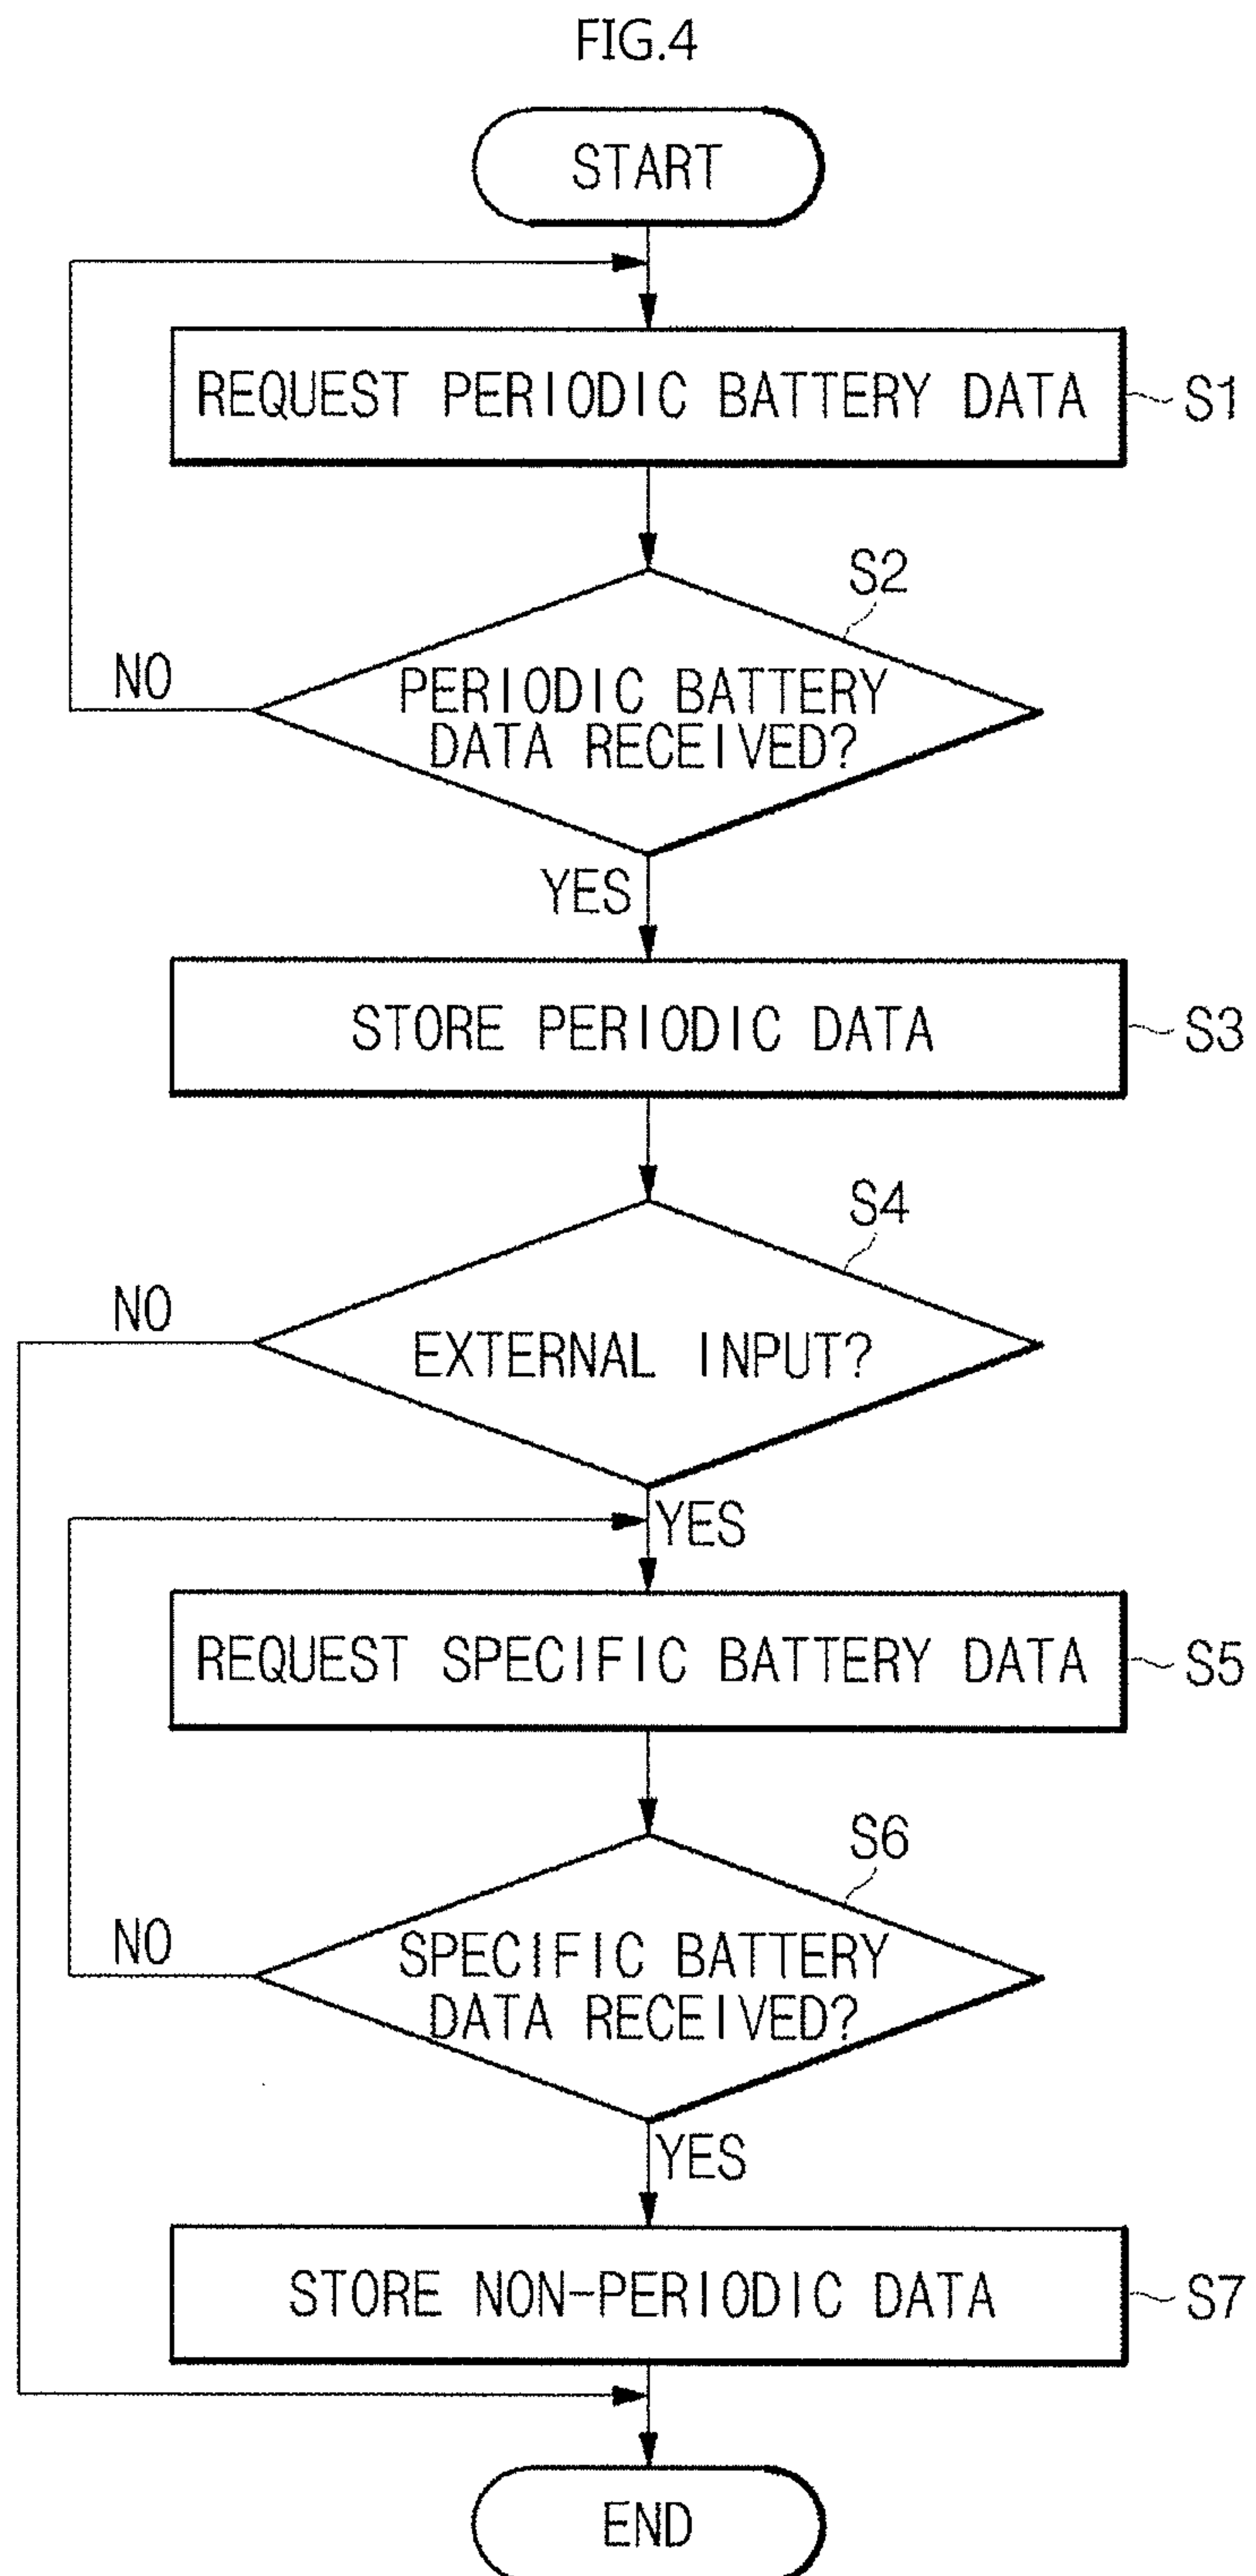 FIG.4
START
REQUEST PERIODIC BATTERY DATA
S1
S2
NO
PERIODIC BATTERY
DATA RECEIVED?
YES
STORE PERIODIC DATA
S3
S4
NO
EXTERNAL INPUT?
YES
REQUEST SPECIFIC BATTERY DATA
S5
S6
NO
SPECIFIC BATTERY
DATA RECEIVED?
YES
STORE NON-PERIODIC DATA
S7
END